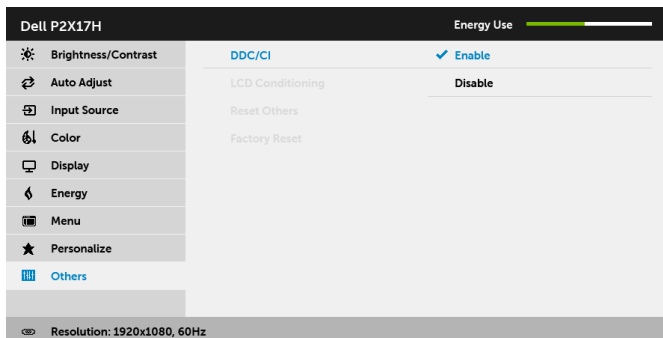 Dell P2X17H Energy Use
Brightness/Contrast DDC/CI Enable
Auto Adjust LCD Conditioning Disable
Input Source Reset Others
Color Factory Reset
Display
Energy
Menu
Personalize
Others
Resolution: 1920x1080, 60Hz